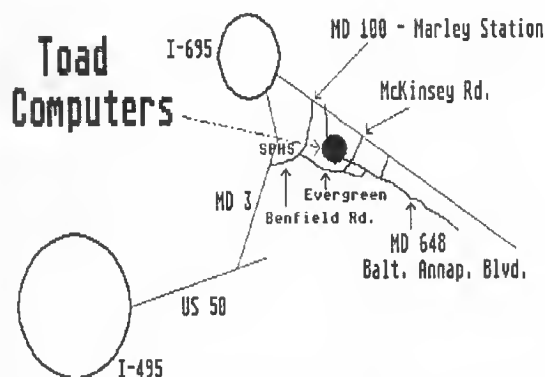 MD 100 - Marley Station
I-695
Toad
Computers
McKinsey Rd.
SPHS
Evergreen
Benfield Rd.
MD 3
MD 648
Balt. Annap. Blvd.
US 50
I-495